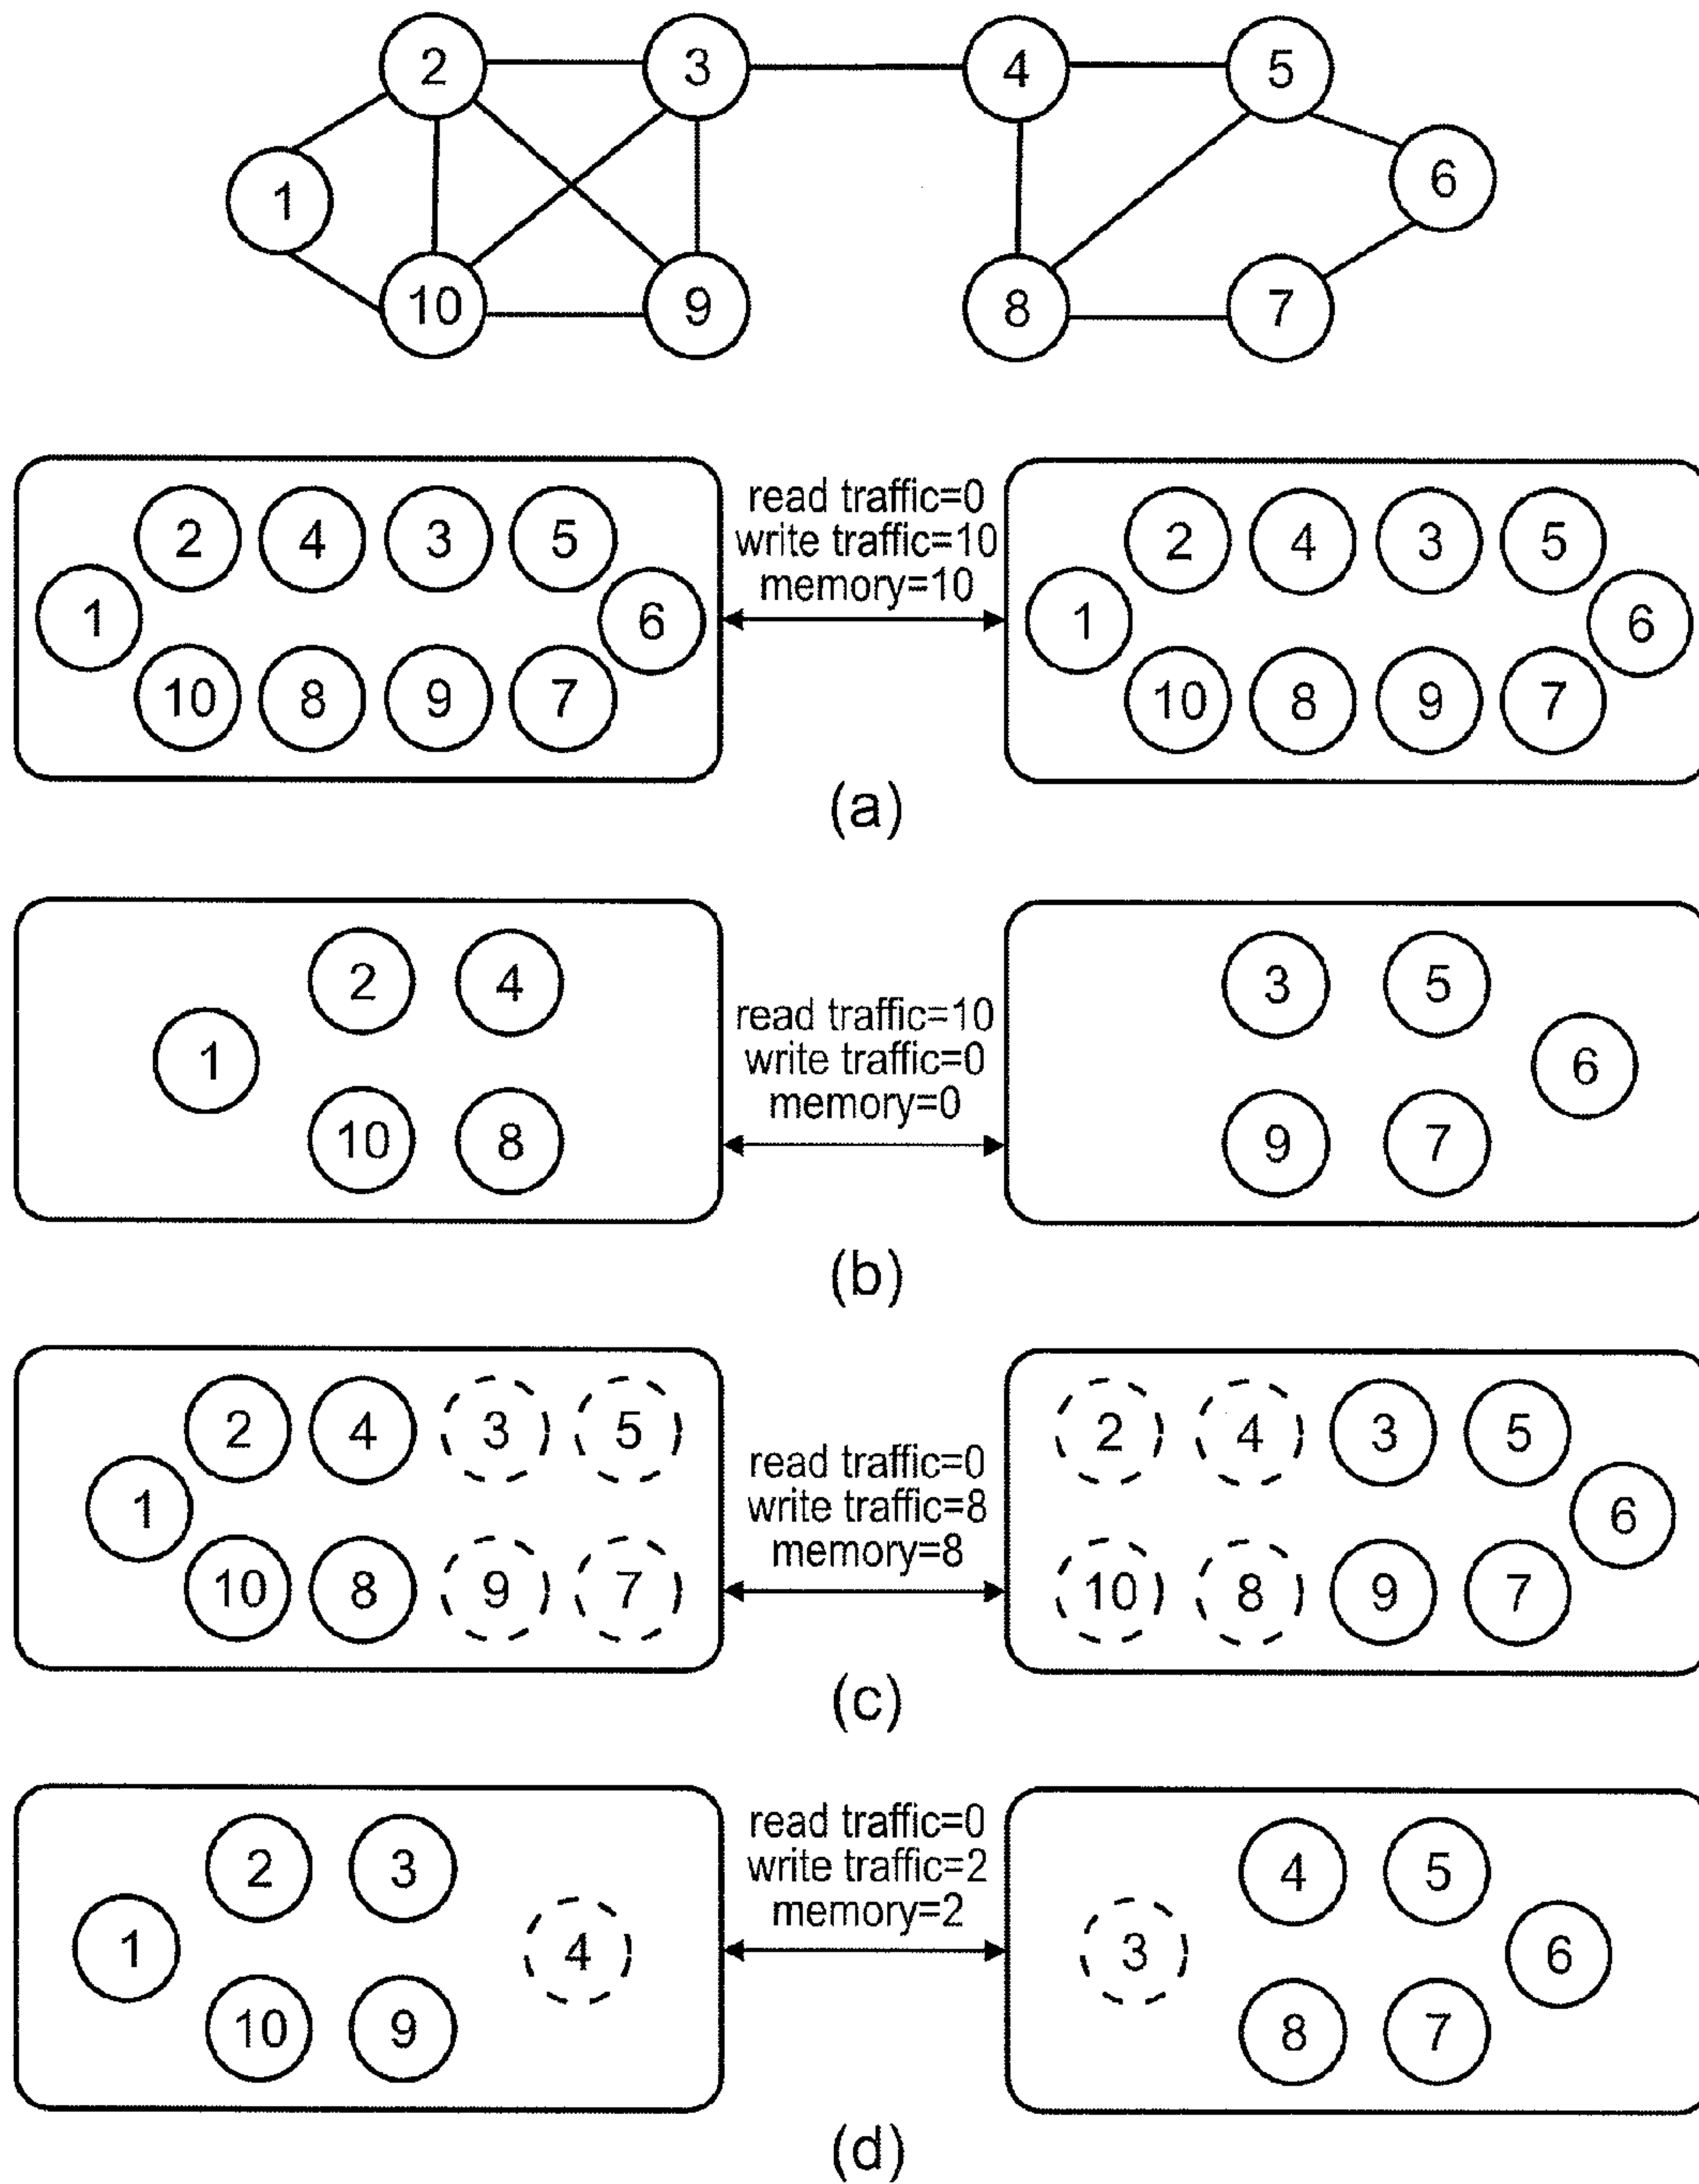 2 3 4 5
1 6
10 9 8 7
read traffic=0
write traffic=10
memory=10
2 4 3 5 2 4 3 5
1 6 1 6
10 8 9 7 10 8 9 7
(a)
2 4 3 5
read traffic=10
write traffic=0
memory=0
1 6
10 8 9 7
(b)
2 4 3 5 2 4 3 5
read traffic=0
write traffic=8
memory=8
1 6
10 8 9 7 10 8 9 7
(c)
read traffic=0
write traffic=2
memory=2
2 3 4 5
1 4 3 6
10 9 8 7
(d)